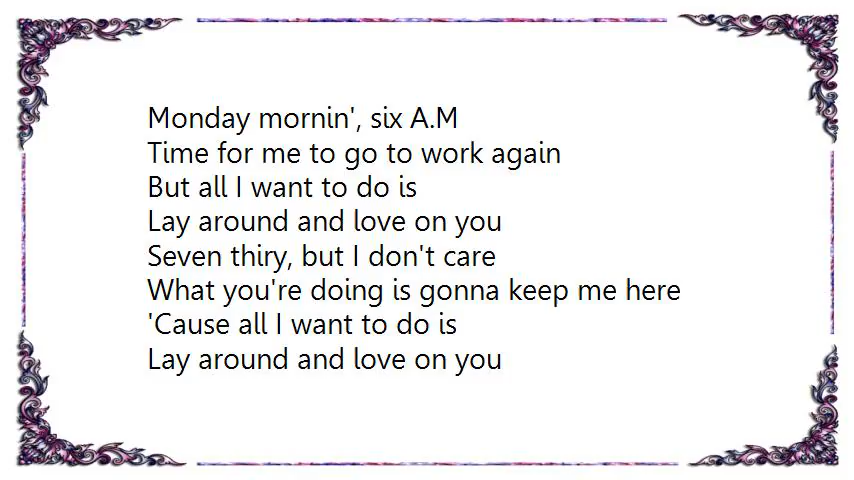 Monday mornin', six A.M
Time for me to go to work again
But all I want to do is
Lay around and love on you
Seven thiry, but I don't care
What you're doing is gonna keep me here
'Cause all I want to do is
Lay around and love on you